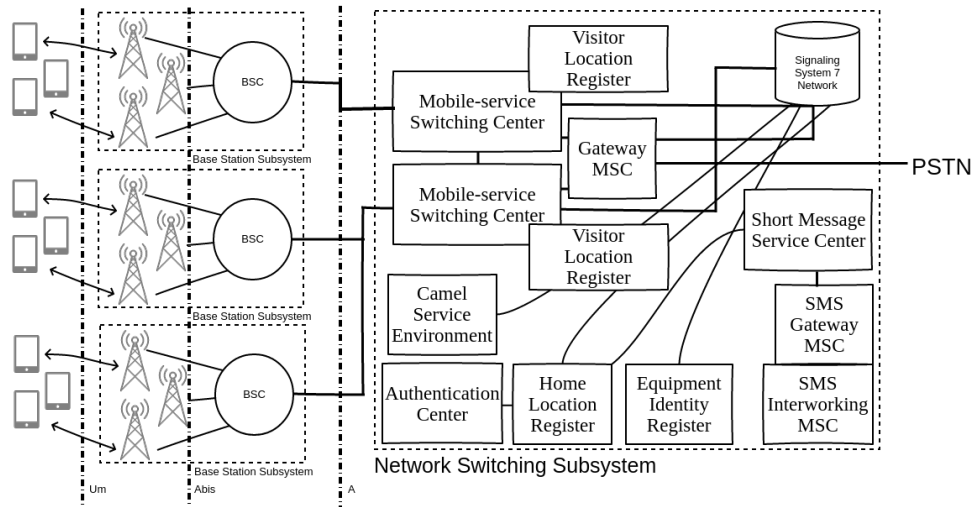 BSC
Base Station Subsystem
BSC
Base Station Subsystem
BSC
Base Station Subsystem
Um
Abis
A
Visitor
Location
Register
Mobile-service
Switching Center
Signaling
System 7
Network
Gateway
MSC
PSTN
Mobile-service
Switching Center
Visitor
Location
Register
Short Message
Service Center
Camel
Service
Environment
SMS
Gateway
MSC
Authentication
Center
Home
Location
Register
Equipment
Identity
Register
SMS
Interworking
MSC
Network Switching Subsystem